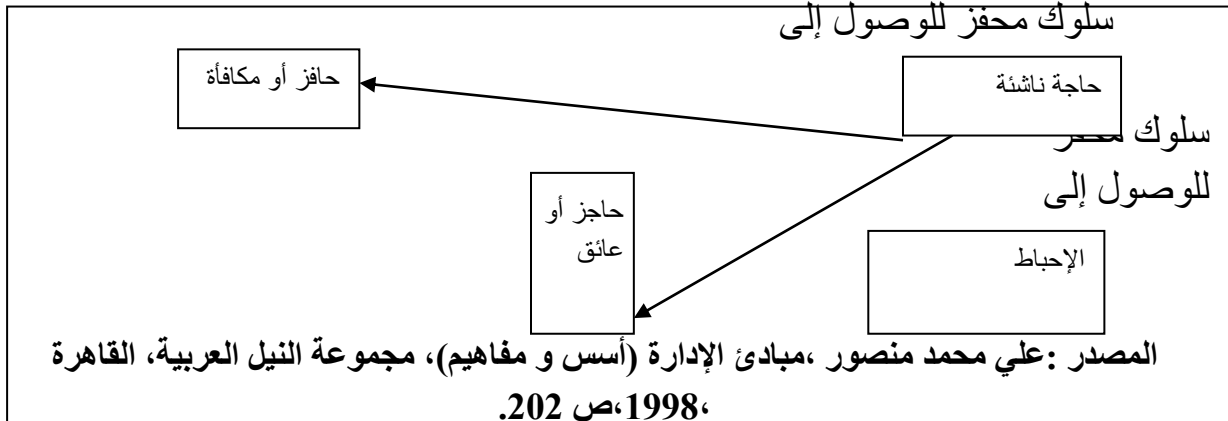 سلوك محفز للوصول إلى
حاجة ناشئة
حافز أو مكافأة
سلوك محفز
للوصول إلى
حاجز أو
عائق
الإحباط
المصدر :علي محمد منصور ،مبادئ الإدارة (أسس و مفاهيم)، مجموعة النيل العربية، القاهرة
،1998،ص 202.